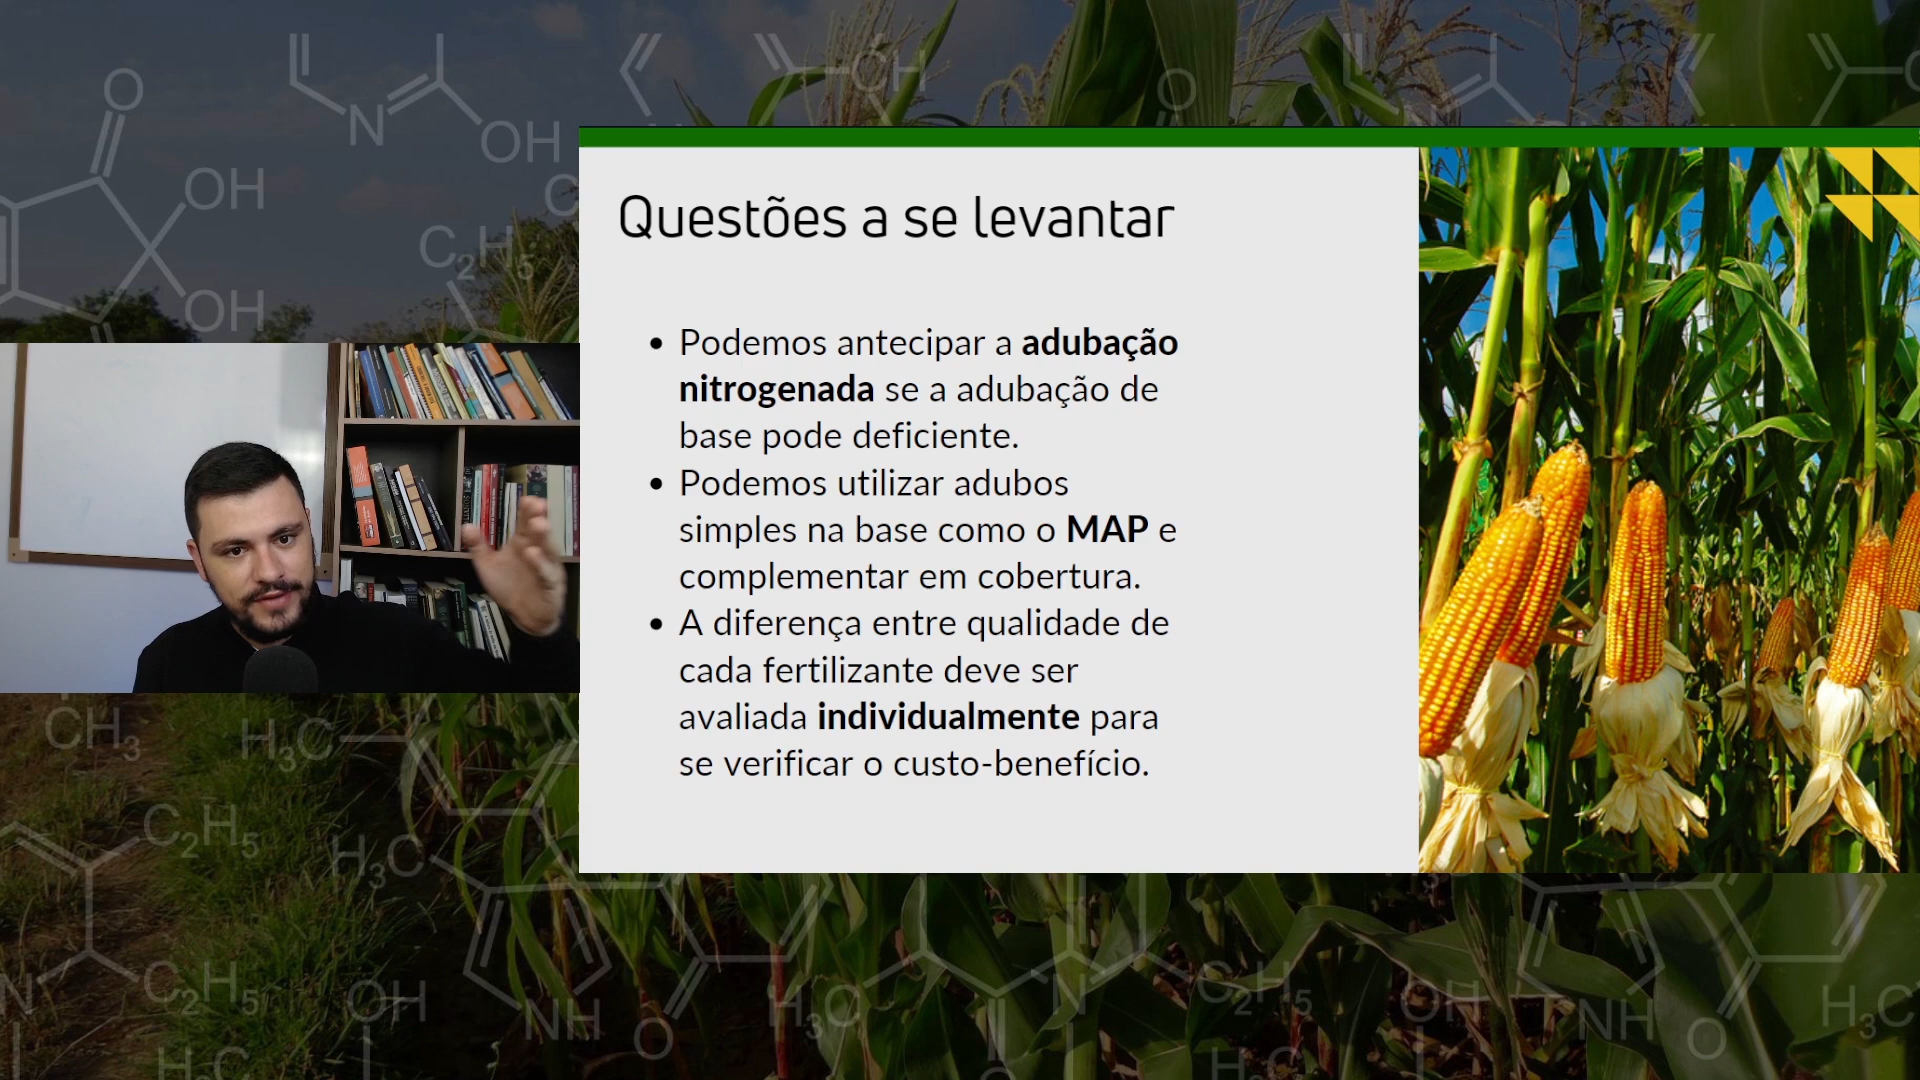 Questões a se levantar
Podemos antecipar a adubação
nitrogenada se a adubação de
base pode deficiente.
Podemos utilizar adubos
simples na base como o MAP e
complementar em cobertura.
A diferença entre qualidade de
cada fertilizante deve ser
avaliada individualmente para
se verificar o custo-benefício.
O
OH
OH
N
OH
C₂H₅
OH
O
CH₃
H₃C
C₂H₅
H₃C
C₂H₅
N
OH
NH
O
H₃C
N
C₂H₅
OH
NH
O
H₃C